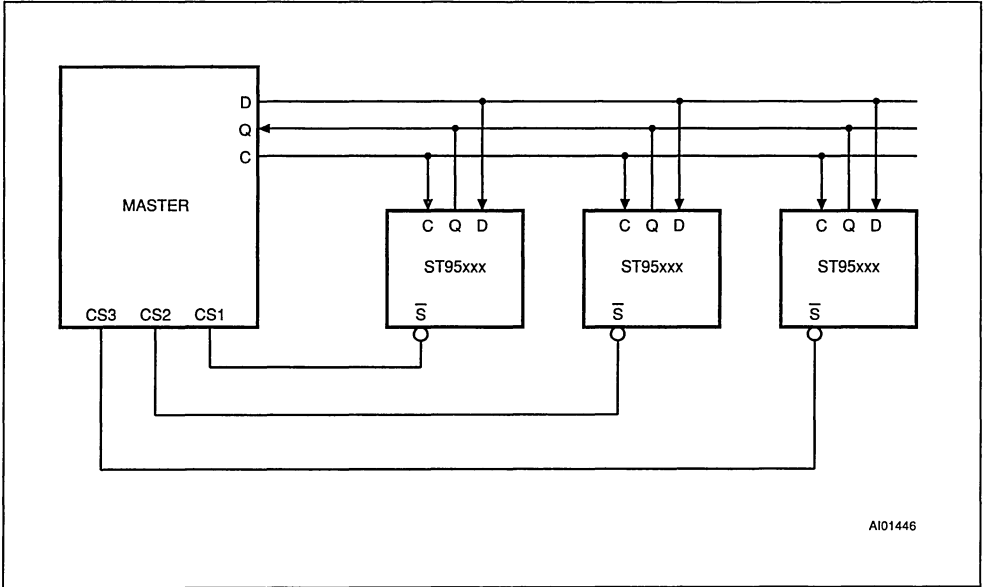 D
Q
C
MASTER
CS3 CS2 CS1
C Q D
ST95xxx
S̅
C Q D
ST95xxx
S̅
C Q D
ST95xxx
S̅
AI01446